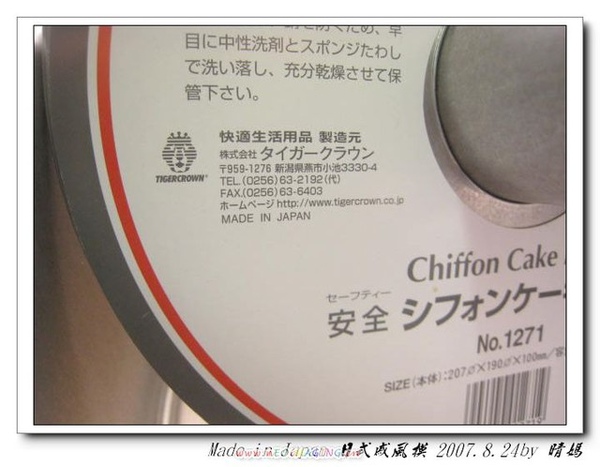 目に中性洗剤とスポンジたわし
で洗い落し、充分乾燥させて保
管下さい。
TIGERCROWN®
快適生活用品 製造元
株式会社 タイガークラウン
〒959-1276 新潟県燕市小池3330-4
TEL.(0256)63-2192(代)
FAX.(0256)63-6403
ホームページ http://www.tigercrown.co.jp
MADE IN JAPAN
Chiffon Cake
セーフティー
安全 シフォンケー
No.1271
SIZE(本体):207∅×190∅×100mm/容
Made in Japan 日式戚風模 2007.8.24by 晴媽